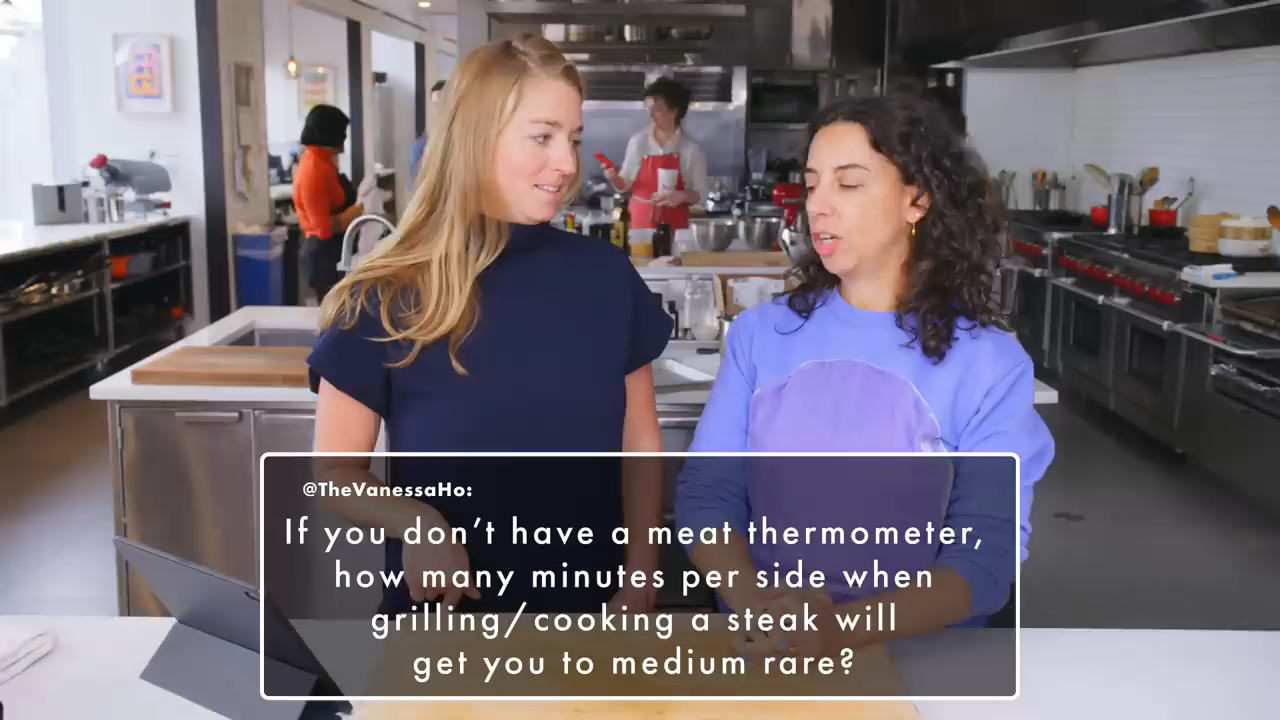 @TheVanessaHo:
If you don't have a meat thermometer,
how many minutes per side when
grilling/cooking a steak will
get you to medium rare?